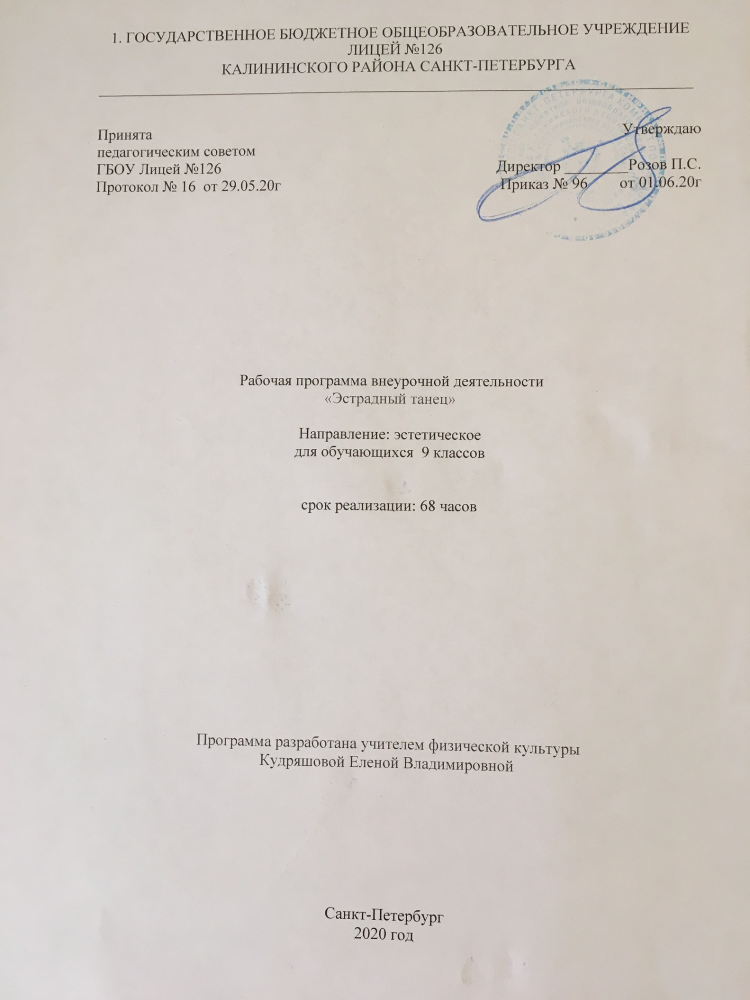 1. ГОСУДАРСТВЕННОЕ БЮДЖЕТНОЕ ОБЩЕОБРАЗОВАТЕЛЬНОЕ УЧРЕЖДЕНИЕ
ЛИЦЕЙ №126
КАЛИНИНСКОГО РАЙОНА САНКТ-ПЕТЕРБУРГА
Принята
педагогическим советом
ГБОУ Лицей №126
Протокол № 16 от 29.05.20г
Утверждаю
Директор _________Розов П.С.
Приказ № 96 от 01.06.20г
Рабочая программа внеурочной деятельности
«Эстрадный танец»
Направление: эстетическое
для обучающихся 9 классов
срок реализации: 68 часов
Программа разработана учителем физической культуры
Кудряшовой Еленой Владимировной
Санкт-Петербург
2020 год